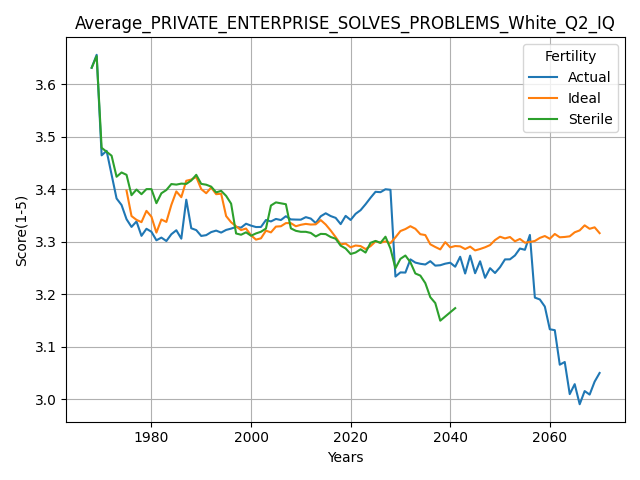 Average_PRIVATE_ENTERPRISE_SOLVES_PROBLEMS_White_Q2_IQ
Fertility
Actual
Ideal
Sterile
Score(1-5)
3.6
3.5
3.4
3.3
3.2
3.1
3.0
1980 2000 2020 2040 2060
Years